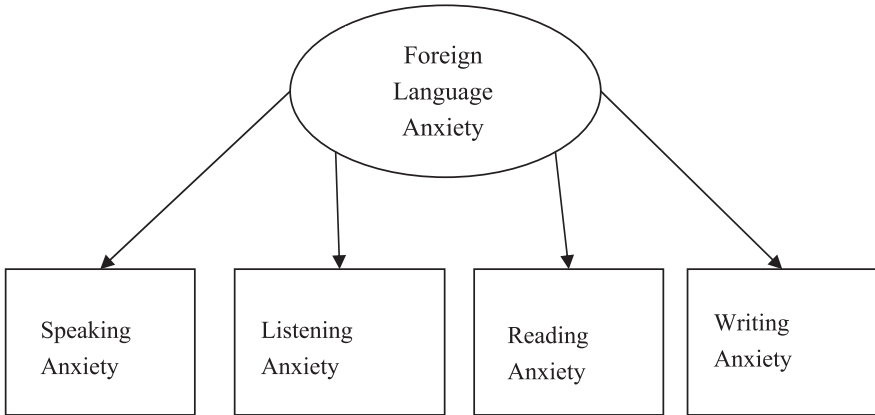 Foreign
Language
Anxiety
Speaking
Anxiety
Listening
Anxiety
Reading
Anxiety
Writing
Anxiety